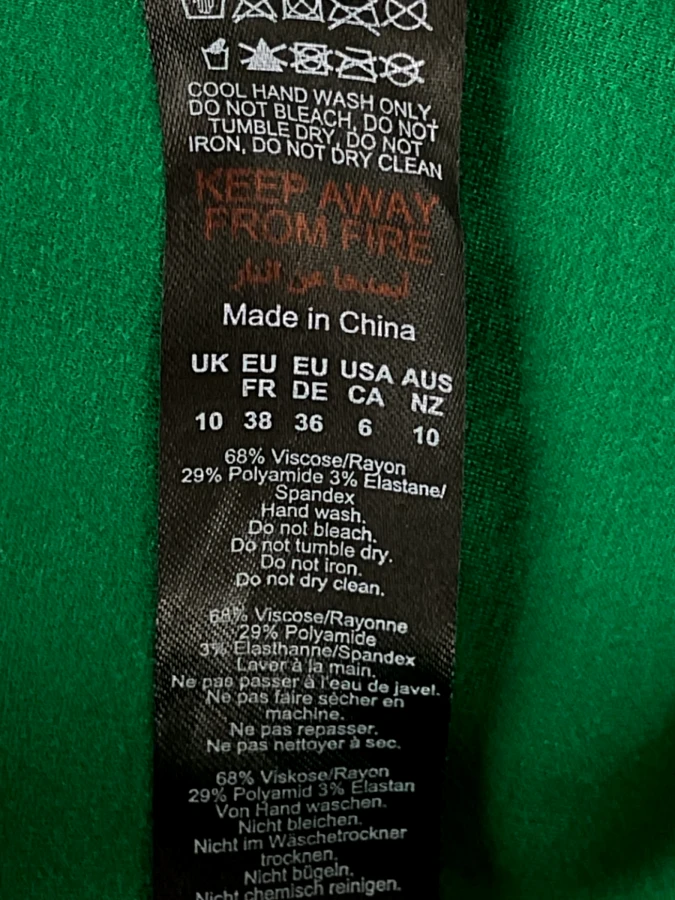 COOL HAND WASH ONLY,
DO NOT BLEACH, DO NOT
TUMBLE DRY, DO NOT
IRON, DO NOT DRY CLEAN
KEEP AWAY
FROM FIRE
أبعدها عن النار
Made in China
UK EU EU USA AUS
FR DE CA NZ
10 38 36 6 10
68% Viscose/Rayon
29% Polyamide 3% Elastane/
Spandex
Hand wash.
Do not bleach.
Do not tumble dry.
Do not iron.
Do not dry clean.
68% Viscose/Rayonne
29% Polyamide
3% Elasthanne/Spandex
Laver à la main.
Ne pas passer à l'eau de javel.
Ne pas faire sècher en
machine.
Ne pas repasser.
Ne pas nettoyer à sec.
68% Viskose/Rayon
29% Polyamid 3% Elastan
Von Hand waschen.
Nicht bleichen.
Nicht im Wäschetrockner
trocknen.
Nicht bügeln.
Nicht chemisch reinigen.